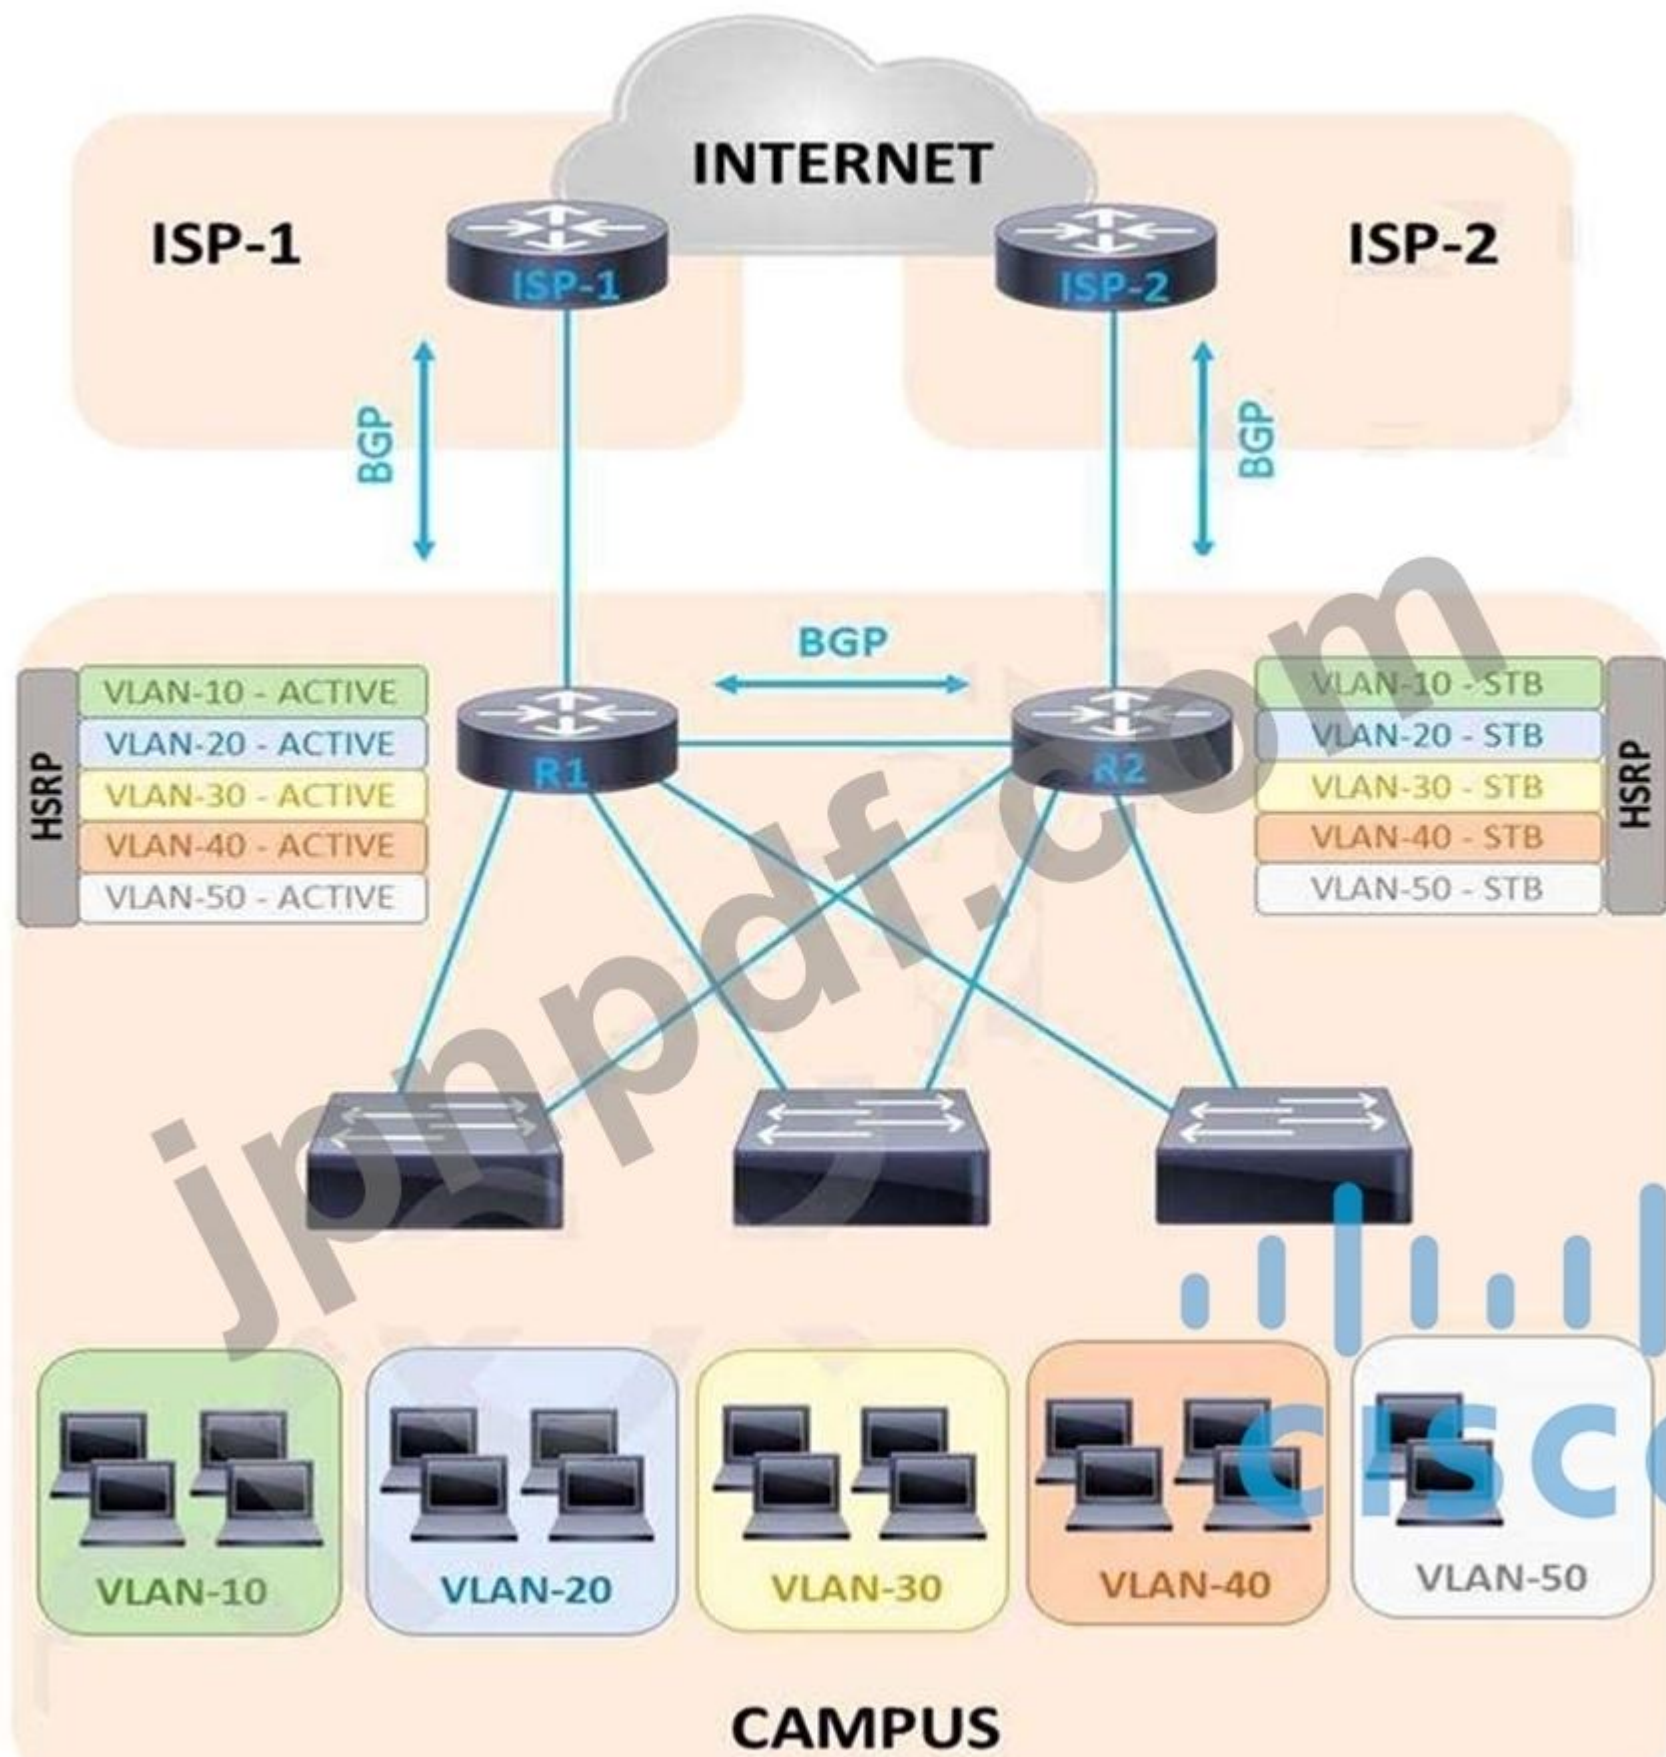 INTERNET
ISP-1
ISP-2
ISP-1
ISP-2
BGP
BGP
BGP
HSRP
VLAN-10 - ACTIVE
VLAN-20 - ACTIVE
VLAN-30 - ACTIVE
VLAN-40 - ACTIVE
VLAN-50 - ACTIVE
R1
R2
VLAN-10 - STB
VLAN-20 - STB
VLAN-30 - STB
VLAN-40 - STB
VLAN-50 - STB
HSRP
jpnpdf.com
CISC
VLAN-10
VLAN-20
VLAN-30
VLAN-40
VLAN-50
CAMPUS